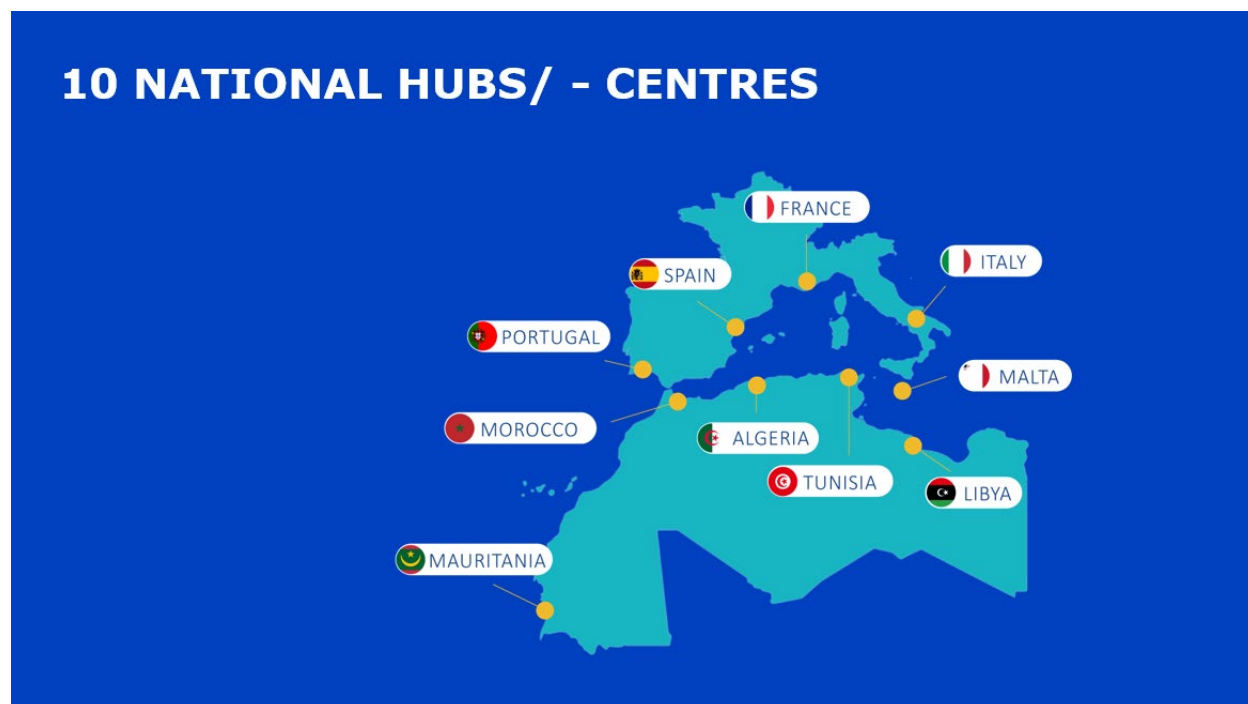 10 NATIONAL HUBS/ - CENTRES
FRANCE
ITALY
SPAIN
PORTUGAL
MALTA
MOROCCO
ALGERIA
TUNISIA
LIBYA
MAURITANIA